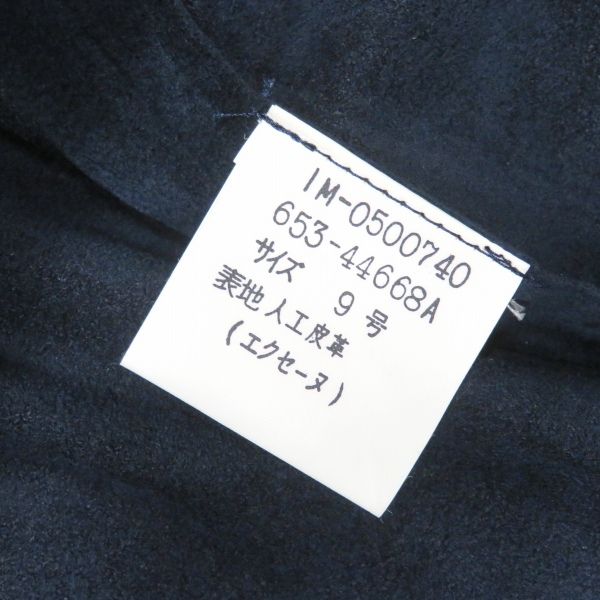 IM-0500740
653-44668A
サイズ 9号
表地 人工皮革
(エクセーヌ)